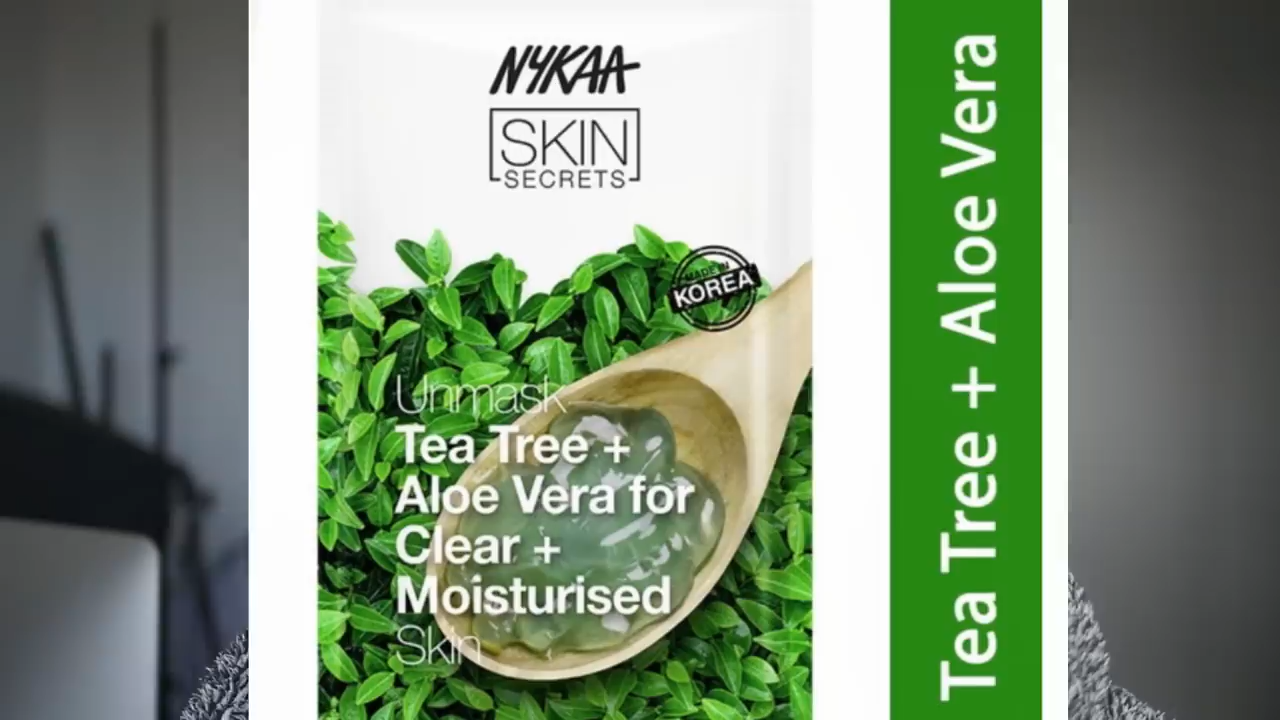 NYKAA
SKIN
SECRETS
MADE IN
KOREA
Unmask
Tea Tree +
Aloe Vera for
Clear +
Moisturised
Skin
Tea Tree + Aloe Vera